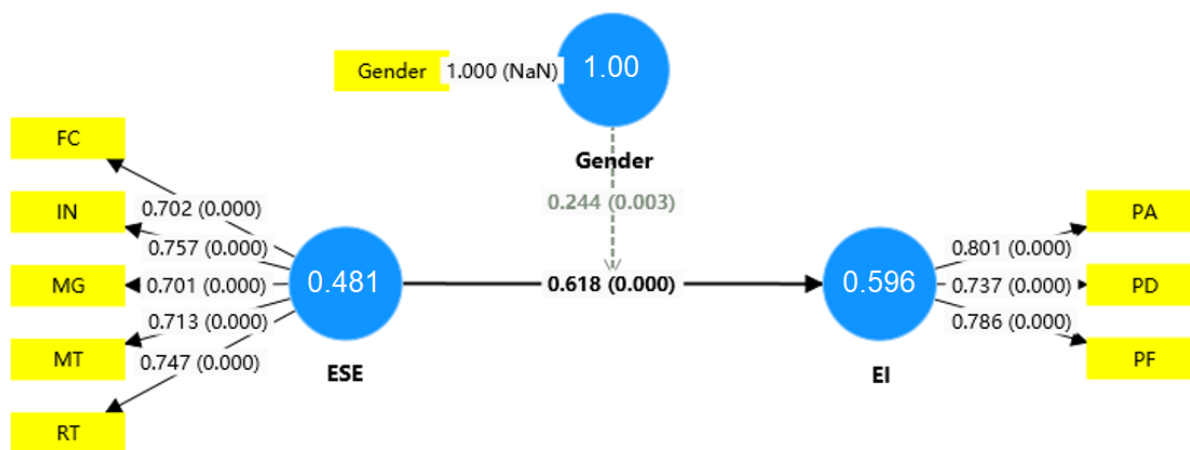 Gender
1.000 (NaN)
1.00
Gender
0.244 (0.003)
FC
IN
MG
MT
RT
0.702 (0.000)
0.757 (0.000)
0.701 (0.000)
0.713 (0.000)
0.747 (0.000)
0.481
ESE
0.618 (0.000)
0.596
EI
0.801 (0.000)
0.737 (0.000)
0.786 (0.000)
PA
PD
PF